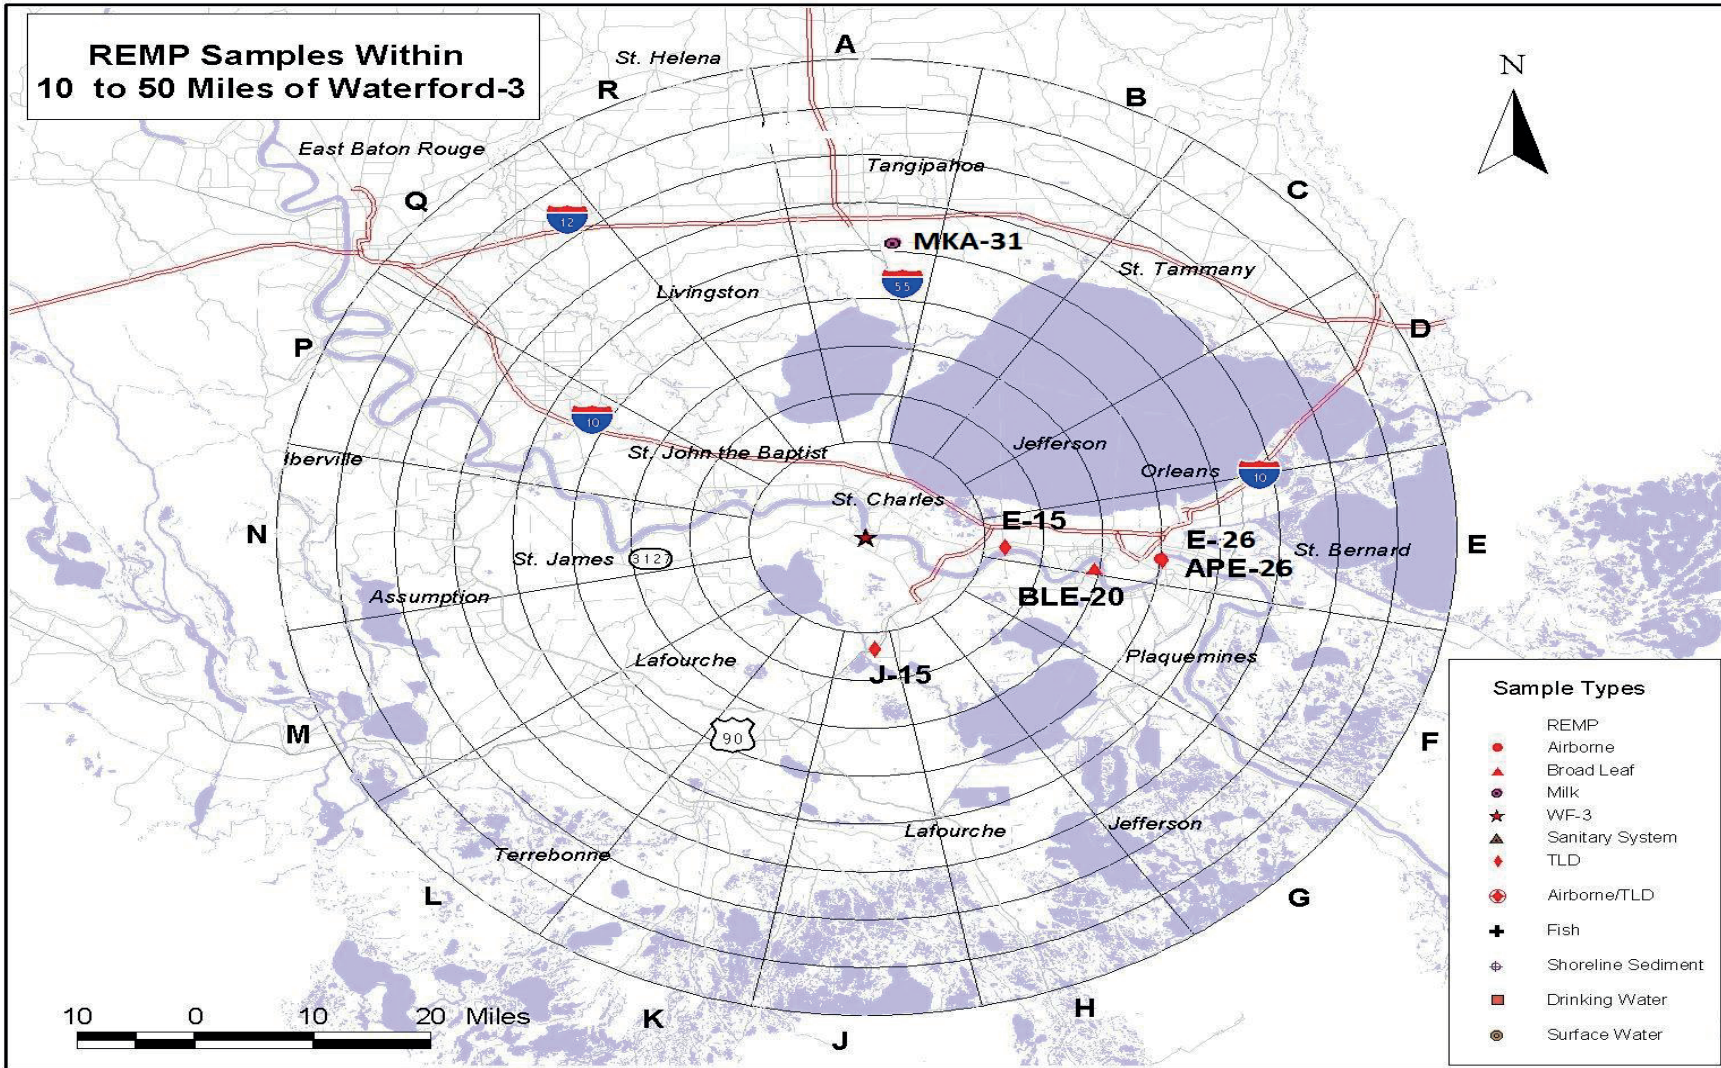 REMP Samples Within
10 to 50 Miles of Waterford-3
N
A
B
C
D
E
F
G
H
J
K
L
M
N
P
Q
R
St. Helena
East Baton Rouge
Tangipahoa
12
MKA-31
St. Tammany
55
Livingston
10
Jefferson
St. John the Baptist
Iberville
Orleans
10
St. Charles
E-15
E-26
APE-26
St. Bernard
St. James
3127
BLE-20
Assumption
Lafourche
J-15
Plaquemines
90
Lafourche
Jefferson
Terrebonne
10 0 10 20 Miles
Sample Types
REMP
Airborne
Broad Leaf
Milk
WF-3
Sanitary System
TLD
Airborne/TLD
Fish
Shoreline Sediment
Drinking Water
Surface Water